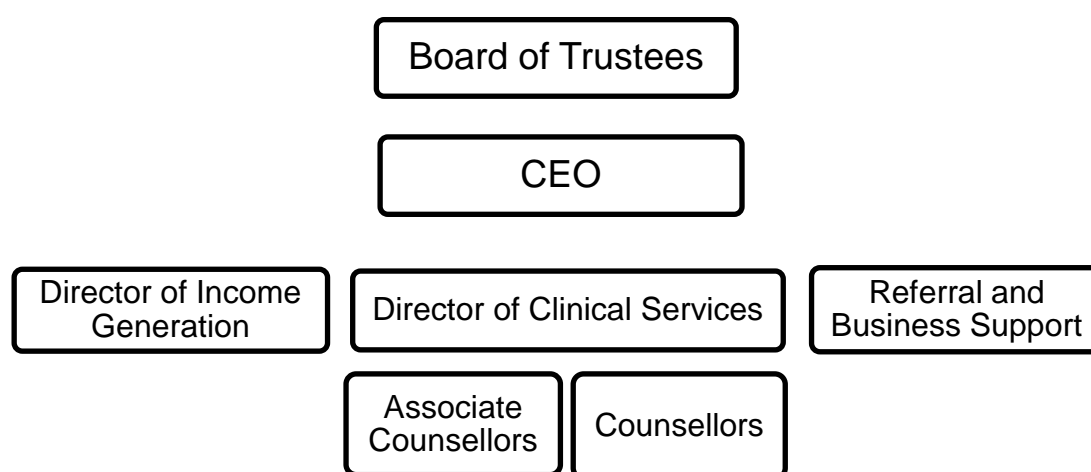 Board of Trustees
CEO
Director of Income
Generation
Director of Clinical Services
Referral and
Business Support
Associate
Counsellors
Counsellors